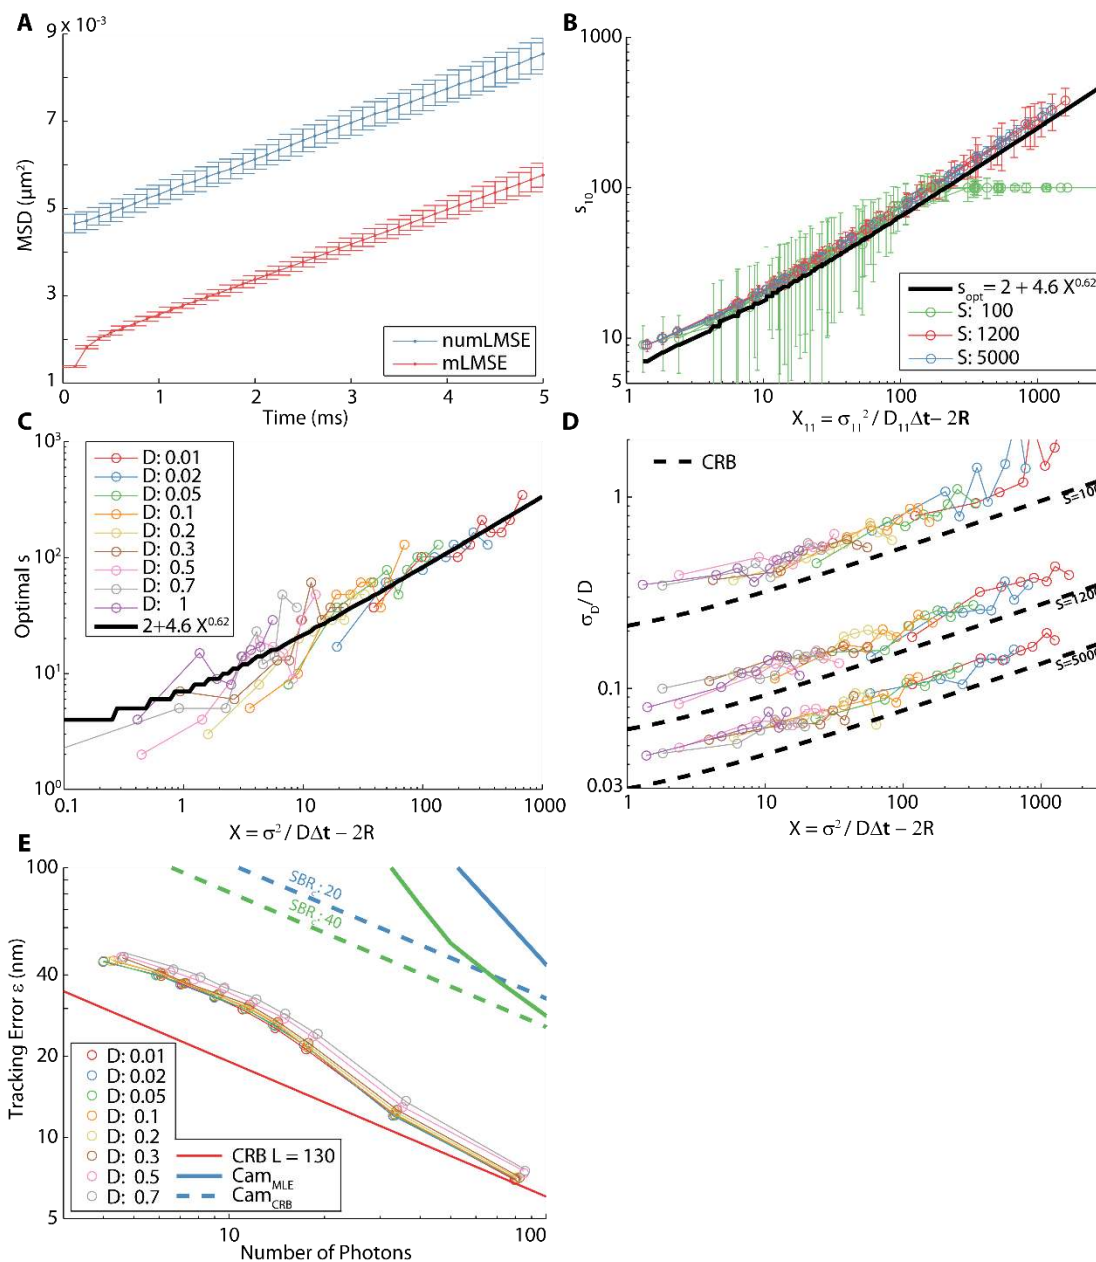 A
9 x 10⁻³
7
5
3
1
MSD (μm²)
numLMSE
mLMSE
0
1
2
3
4
5
Time (ms)
B
1000
100
10
5
s₁₀
s_opt = 2 + 4.6 X^0.62
S: 100
S: 1200
S: 5000
1
10
100
1000
X₁₁ = σ₁₁² / D₁₁Δt – 2R
C
10³
10²
10¹
10⁰
Optimal s
D: 0.01
D: 0.02
D: 0.05
D: 0.1
D: 0.2
D: 0.3
D: 0.5
D: 0.7
D: 1
2+4.6 X^0.62
0.1
1
10
100
1000
X = σ² / DΔt – 2R
D
CRB
1
0.1
0.03
σ_D / D
S=100
S=1200
S=5000
1
10
100
1000
X = σ² / DΔt – 2R
E
100
40
20
10
5
Tracking Error ε (nm)
SBR_c: 20
SBR_c: 40
D: 0.01
D: 0.02
D: 0.05
D: 0.1
D: 0.2
D: 0.3
D: 0.5
D: 0.7
CRB L = 130
Cam_MLE
Cam_CRB
10
100
Number of Photons